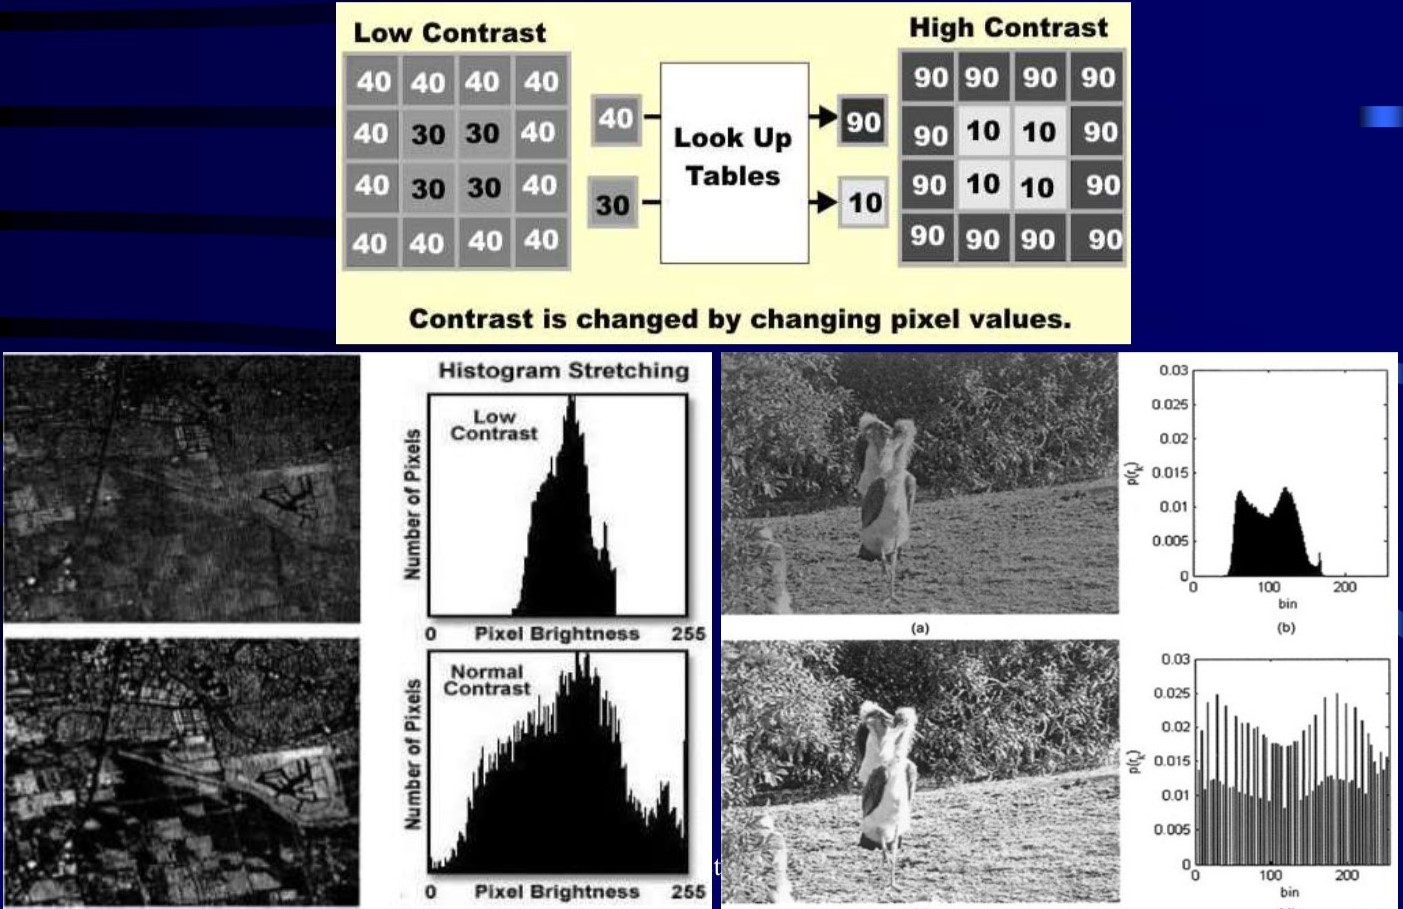 Low Contrast
High Contrast
40 40 40 40
40 30 30 40
40 30 30 40
40 40 40 40
40
30
Look Up
Tables
90
10
90 90 90 90
90 10 10 90
90 10 10 90
90 90 90 90
Contrast is changed by changing pixel values.
Histogram Stretching
Low
Contrast
Number of Pixels
0 Pixel Brightness 255
Normal
Contrast
Number of Pixels
0 Pixel Brightness 255
t
0.03
0.025
0.02
0.015
0.01
0.005
0
p(rk)
0 100 200
bin
(a)
(b)
0.03
0.025
0.02
0.015
0.01
0.005
0
p(rk)
0 100 200
bin